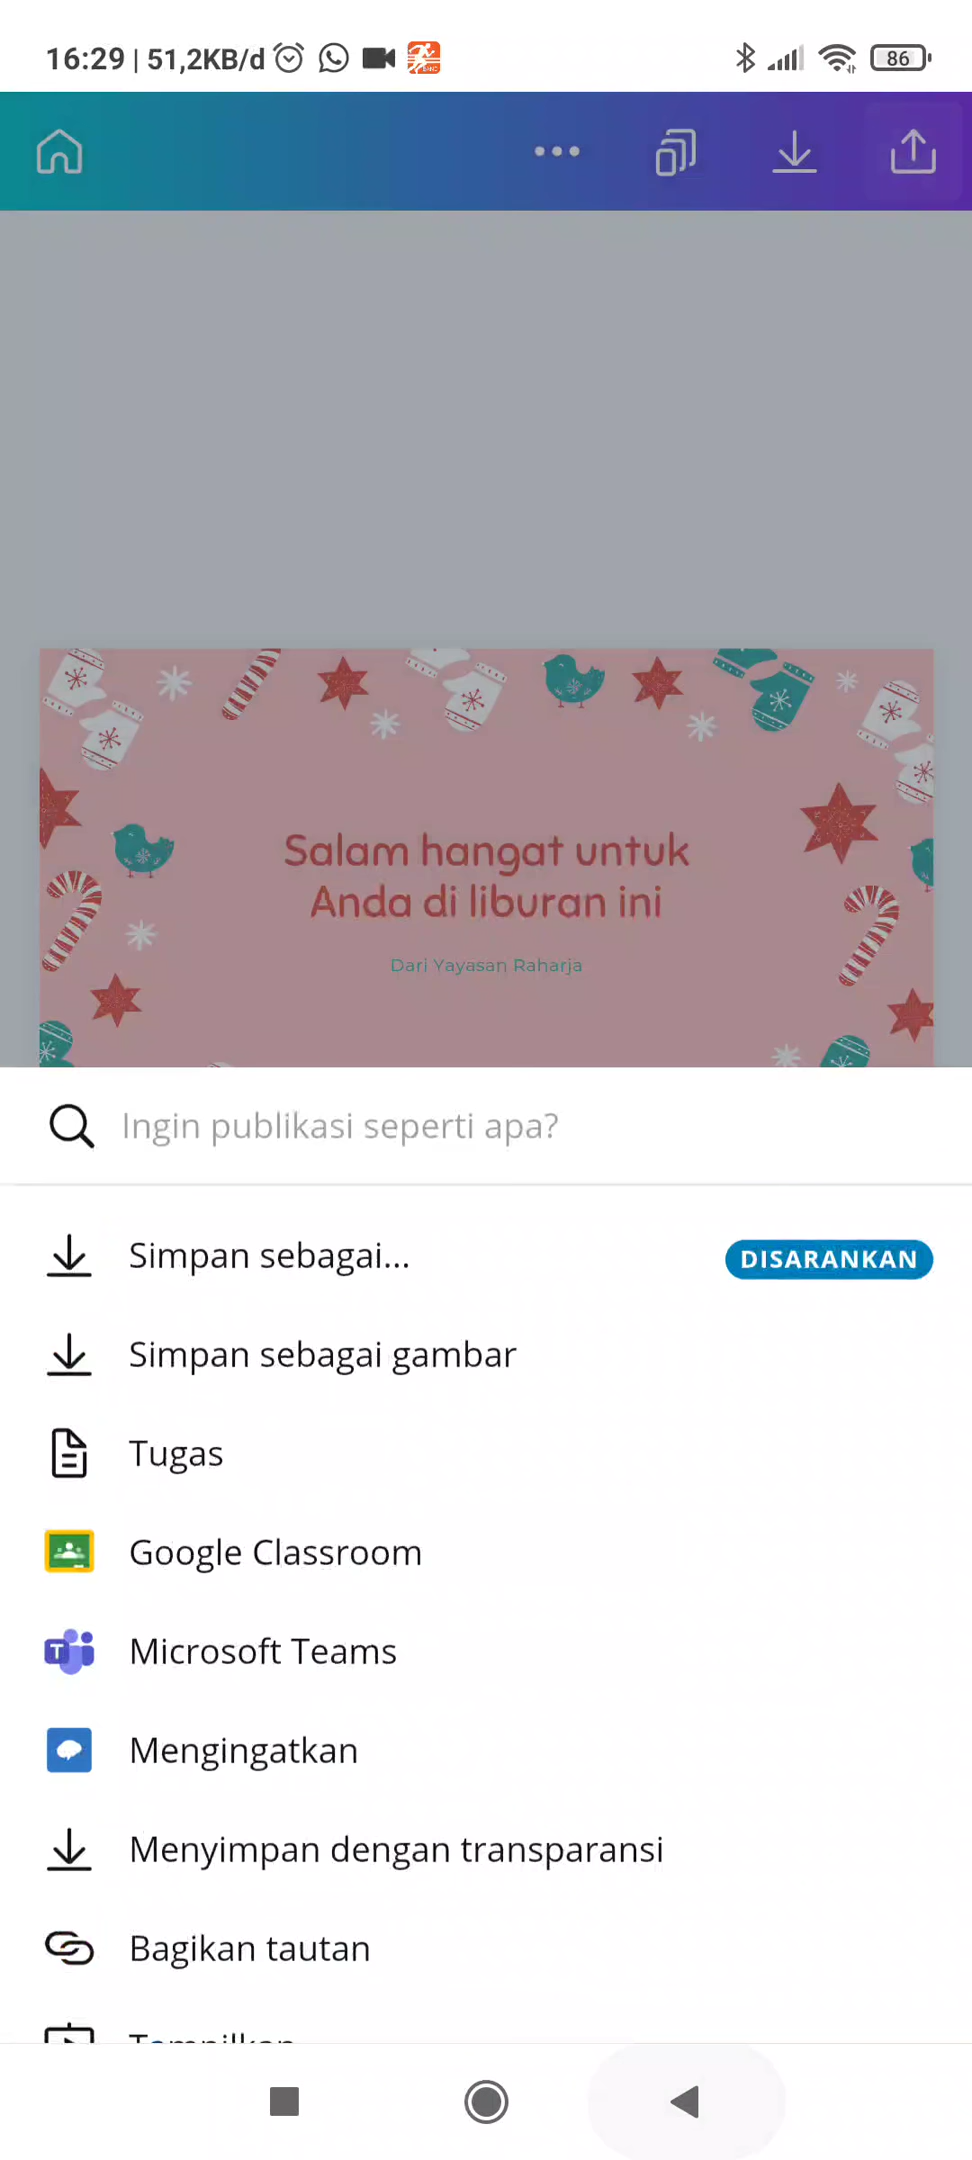 16:29 | 51,2KB/d
86
Salam hangat untuk
Anda di liburan ini
Dari Yayasan Raharja
Ingin publikasi seperti apa?
Simpan sebagai...
DISARANKAN
Simpan sebagai gambar
Tugas
Google Classroom
Microsoft Teams
Mengingatkan
Menyimpan dengan transparansi
Bagikan tautan
Tampilkan